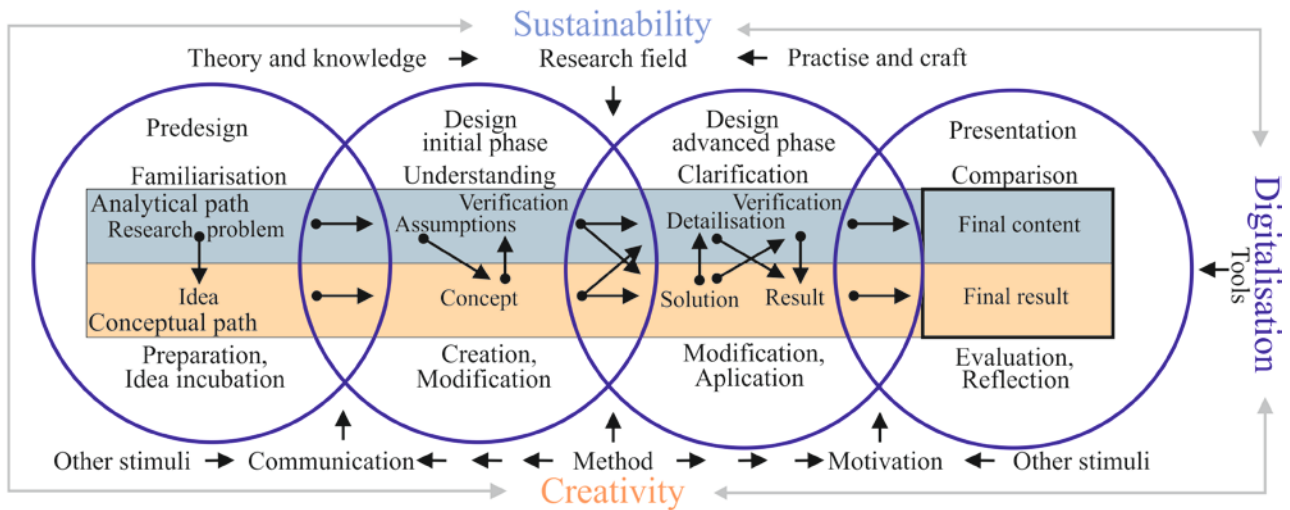 Sustainability
Theory and knowledge
Research field
Practise and craft
Predesign
Design
initial phase
Design
advanced phase
Presentation
Familiarisation
Understanding
Clarification
Comparison
Analytical path
Research problem
Verification
Assumptions
Verification
Detailisation
Final content
Idea
Conceptual path
Concept
Solution
Result
Final result
Preparation,
Idea incubation
Creation,
Modification
Modification,
Aplication
Evaluation,
Reflection
Digitalisation
Tools
Other stimuli
Communication
Method
Motivation
Other stimuli
Creativity